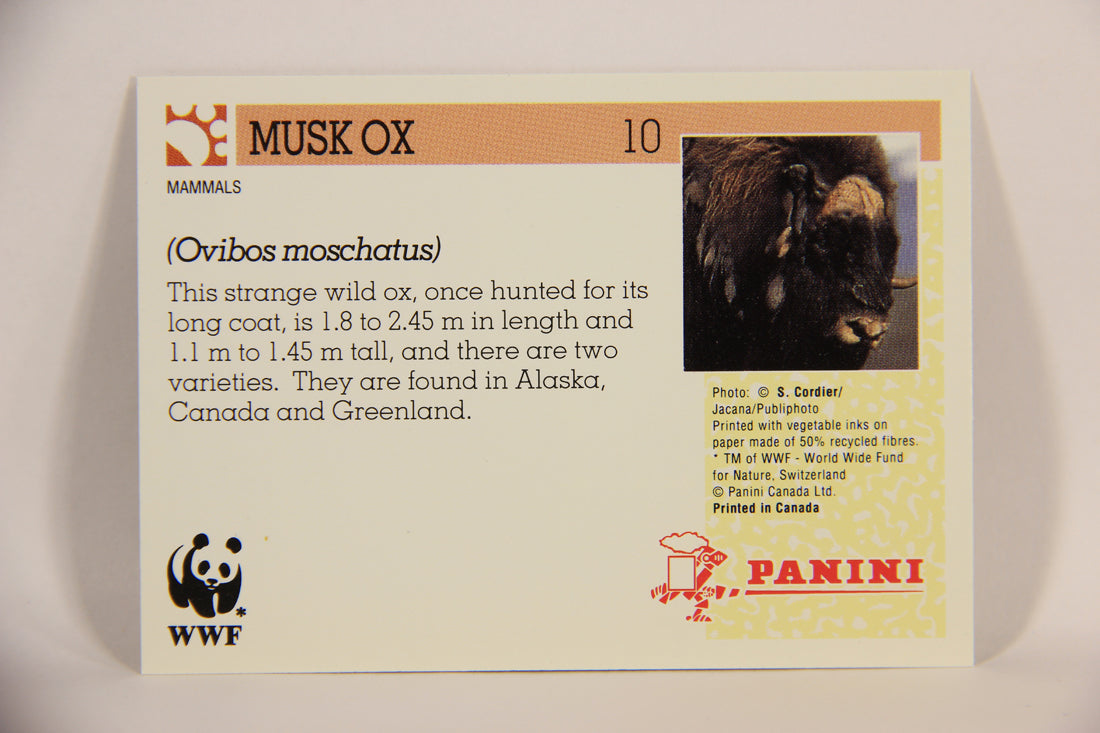 MUSK OX 10
MAMMALS
(Ovibos moschatus)
This strange wild ox, once hunted for its
long coat, is 1.8 to 2.45 m in length and
1.1 m to 1.45 m tall, and there are two
varieties. They are found in Alaska,
Canada and Greenland.
Photo: © S. Cordier/
Jacana/Publiphoto
Printed with vegetable inks on
paper made of 50% recycled fibres.
* TM of WWF - World Wide Fund
for Nature, Switzerland
© Panini Canada Ltd.
Printed in Canada
*
WWF
PANINI